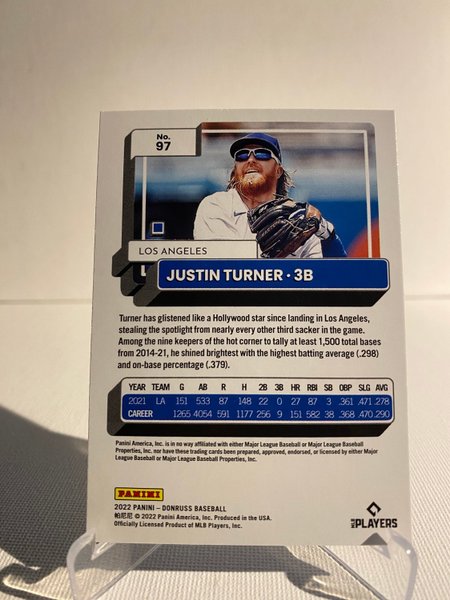 No.
97
LOS ANGELES
JUSTIN TURNER · 3B
Turner has glistened like a Hollywood star since landing in Los Angeles,
stealing the spotlight from nearly every other third sacker in the game.
Among the nine keepers of the hot corner to tally at least 1,500 total bases
from 2014-21, he shined brightest with the highest batting average (.298)
and on-base percentage (.379).
YEAR TEAM G AB R H 2B 3B HR RBI SB OBP SLG AVG
2021 LA 151 533 87 148 22 0 27 87 3 .361 .471 .278
CAREER 1265 4054 591 1177 256 9 151 582 38 .368 .470 .290
Panini America, Inc. is in no way affiliated with either Major League Baseball or Major League Baseball
Properties, Inc. nor have these trading cards been prepared, approved, endorsed, or licensed by either Major
League Baseball or Major League Baseball Properties, Inc.
PANINI
2022 PANINI – DONRUSS BASEBALL
帕尼尼 © 2022 Panini America, Inc. Produced in the USA.
Officially Licensed Product of MLB Players, Inc.
MLB PLAYERS